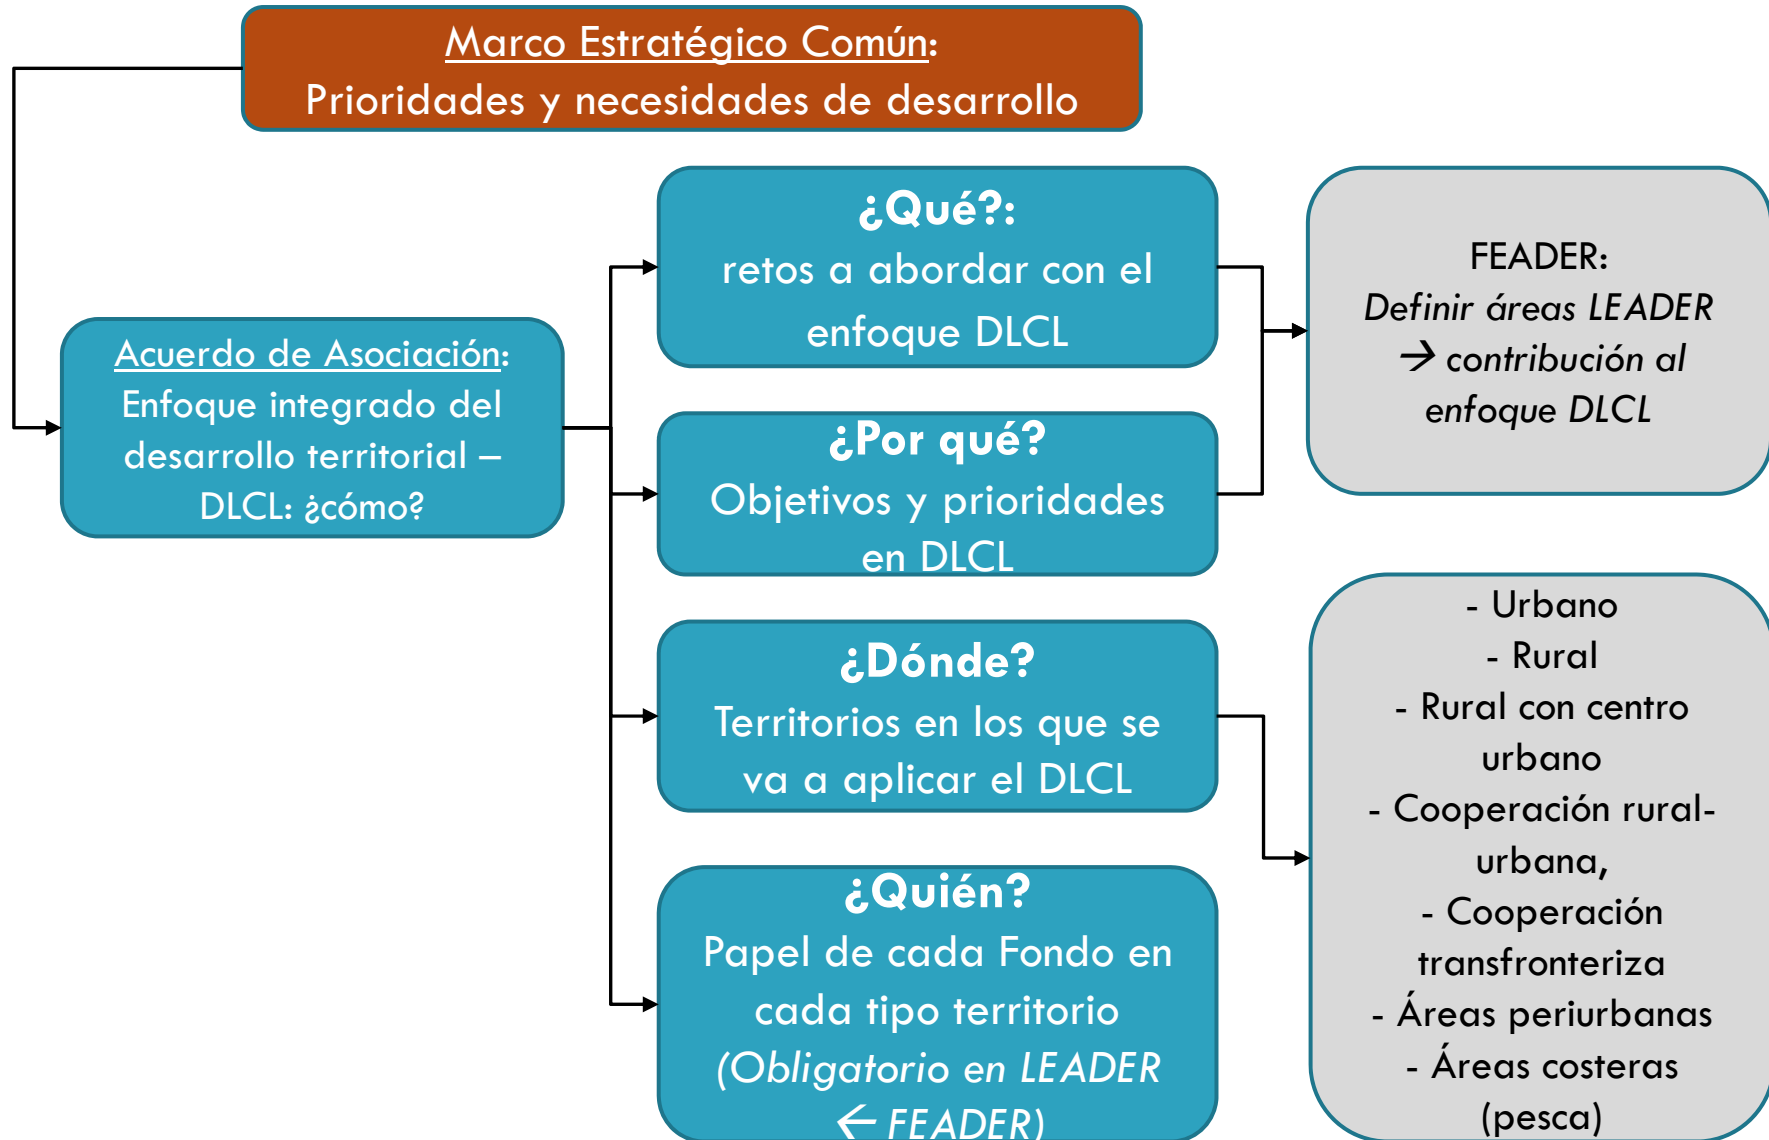 Marco Estratégico Común:
Prioridades y necesidades de desarrollo
Acuerdo de Asociación:
Enfoque integrado del
desarrollo territorial –
DLCL: ¿cómo?
¿Qué?:
retos a abordar con el
enfoque DLCL
¿Por qué?
Objetivos y prioridades
en DLCL
¿Dónde?
Territorios en los que se
va a aplicar el DLCL
¿Quién?
Papel de cada Fondo en
cada tipo territorio
(Obligatorio en LEADER
← FEADER)
FEADER:
Definir áreas LEADER
→ contribución al
enfoque DLCL
- Urbano
- Rural
- Rural con centro
urbano
- Cooperación rural-
urbana,
- Cooperación
transfronteriza
- Áreas periurbanas
- Áreas costeras
(pesca)